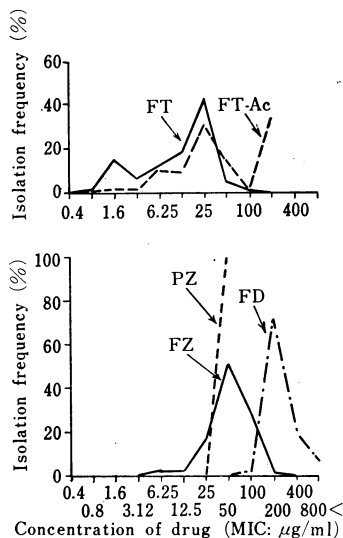 Isolation frequency (%)
60
40
20
0
FT
FT-Ac
0.4 1.6 6.25 25 100 400
Isolation frequency (%)
100
80
60
40
20
0
PZ
FD
FZ
0.4 1.6 6.25 25 100 400
0.8 3.12 12.5 50 200 800<
Concentration of drug (MIC: μg/ml)